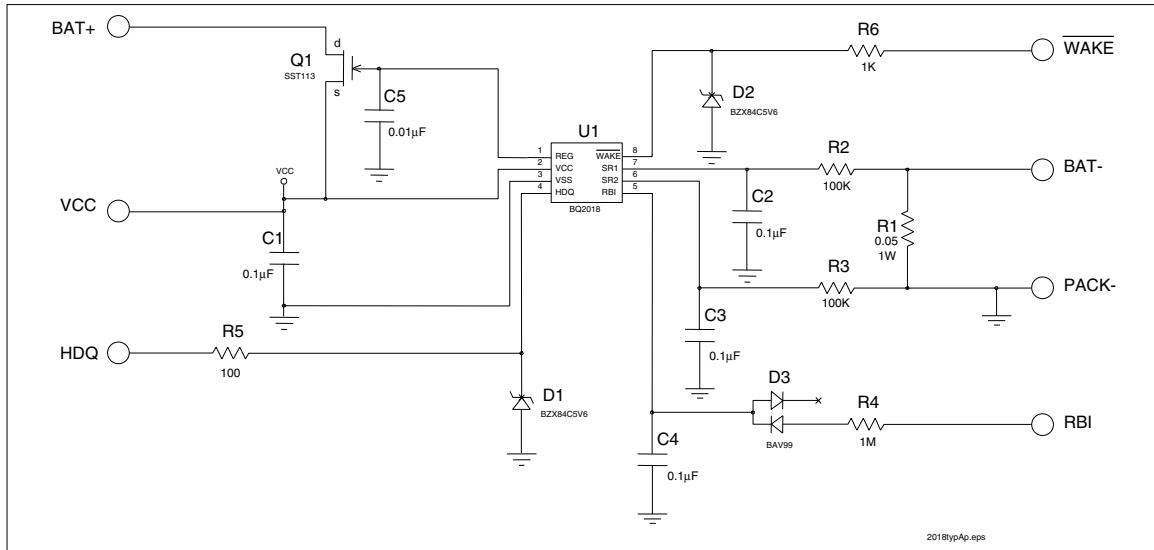 BAT+
Q1
SST113
d
s
C5
0.01µF
VCC
VCC
C1
0.1µF
HDQ
R5
100
D1
BZX84C5V6
U1
1 REG WAKE 8
2 VCC SR1 7
3 VSS SR2 6
4 HDQ RBI 5
BQ2018
R6
1K
WAKE
D2
BZX84C5V6
R2
100K
BAT-
C2
0.1µF
R1
0.05
1W
R3
100K
PACK-
C3
0.1µF
D3
BAV99
R4
1M
RBI
C4
0.1µF
2018typAp.eps